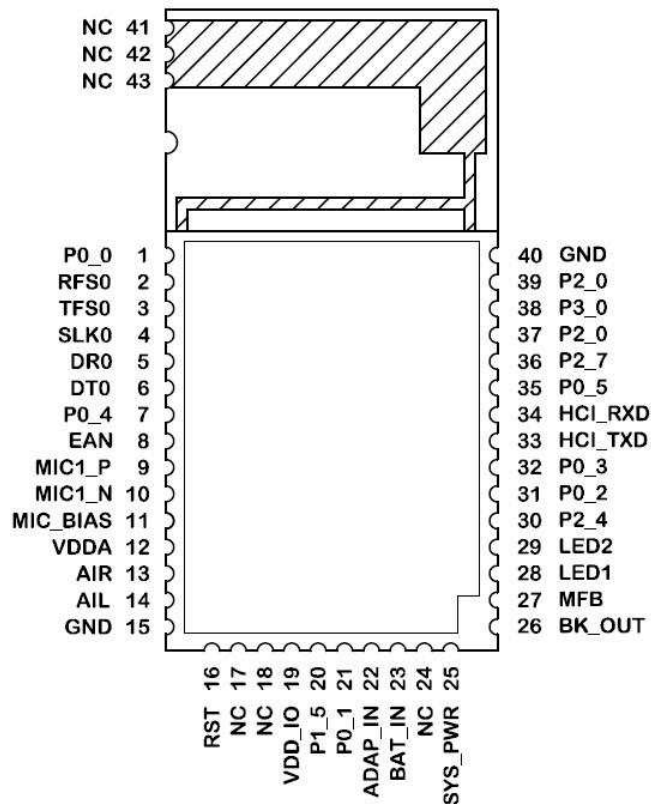 NC 41
NC 42
NC 43
P0_0 1
RFS0 2
TFS0 3
SLK0 4
DR0 5
DT0 6
P0_4 7
EAN 8
MIC1_P 9
MIC1_N 10
MIC_BIAS 11
VDDA 12
AIR 13
AIL 14
GND 15
40 GND
39 P2_0
38 P3_0
37 P2_0
36 P2_7
35 P0_5
34 HCI_RXD
33 HCI_TXD
32 P0_3
31 P0_2
30 P2_4
29 LED2
28 LED1
27 MFB
26 BK_OUT
RST 16
NC 17
NC 18
VDD_IO 19
P1_5 20
P0_1 21
ADAP_IN 22
BAT_IN 23
NC 24
SYS_PWR 25